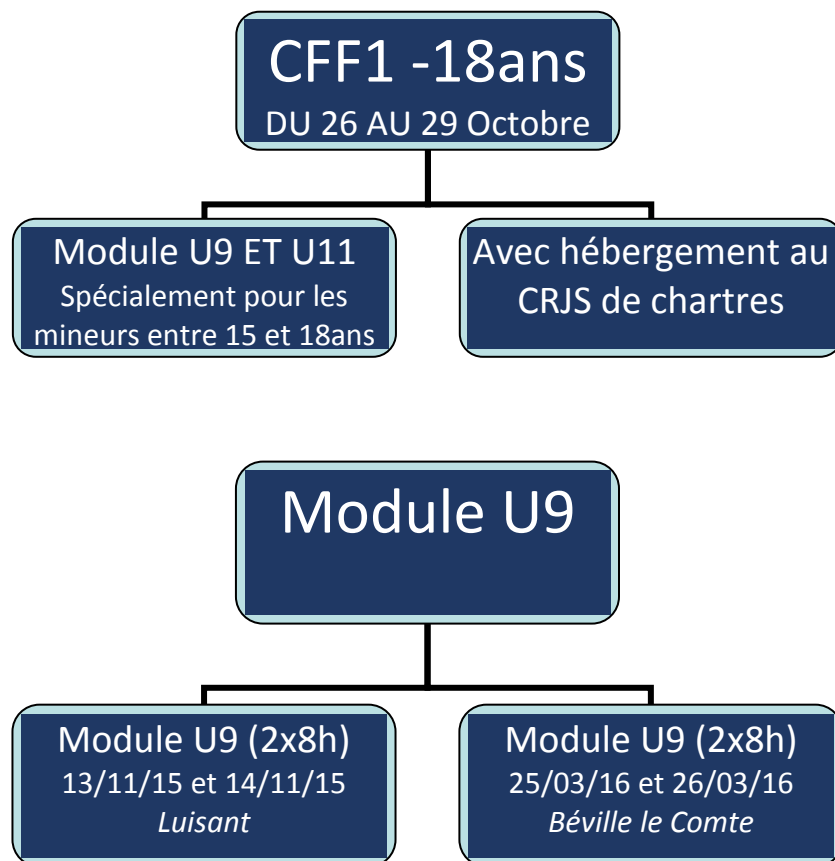 CFF1 -18ans
DU 26 AU 29 Octobre
Module U9 ET U11
Spécialement pour les
mineurs entre 15 et 18ans
Avec hébergement au
CRJS de chartres
Module U9
Module U9 (2x8h)
13/11/15 et 14/11/15
Luisant
Module U9 (2x8h)
25/03/16 et 26/03/16
Béville le Comte